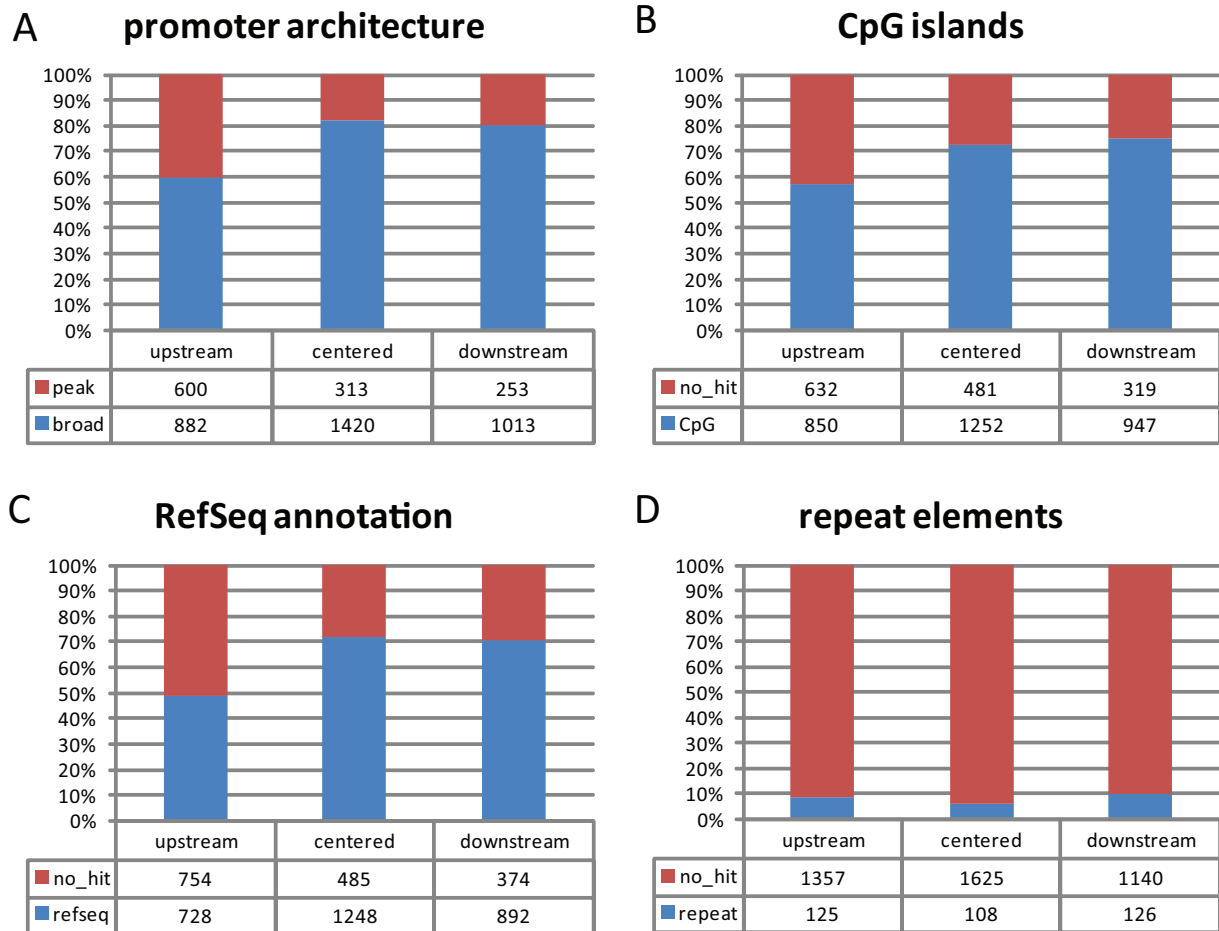 A promoter architecture
100%
90%
80%
70%
60%
50%
40%
30%
20%
10%
0%
upstream centered downstream
peak 600 313 253
broad 882 1420 1013
B CpG islands
100%
90%
80%
70%
60%
50%
40%
30%
20%
10%
0%
upstream centered downstream
no_hit 632 481 319
CpG 850 1252 947
C RefSeq annotation
100%
90%
80%
70%
60%
50%
40%
30%
20%
10%
0%
upstream centered downstream
no_hit 754 485 374
refseq 728 1248 892
D repeat elements
100%
90%
80%
70%
60%
50%
40%
30%
20%
10%
0%
upstream centered downstream
no_hit 1357 1625 1140
repeat 125 108 126